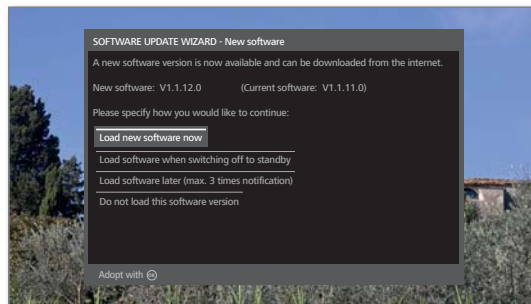 SOFTWARE UPDATE WIZARD - New software
A new software version is now available and can be downloaded from the internet.
New software: V1.1.12.0 (Current software: V1.1.11.0)
Please specify how you would like to continue:
Load new software now
Load software when switching off to standby
Load software later (max. 3 times notification)
Do not load this software version
Adopt with OK